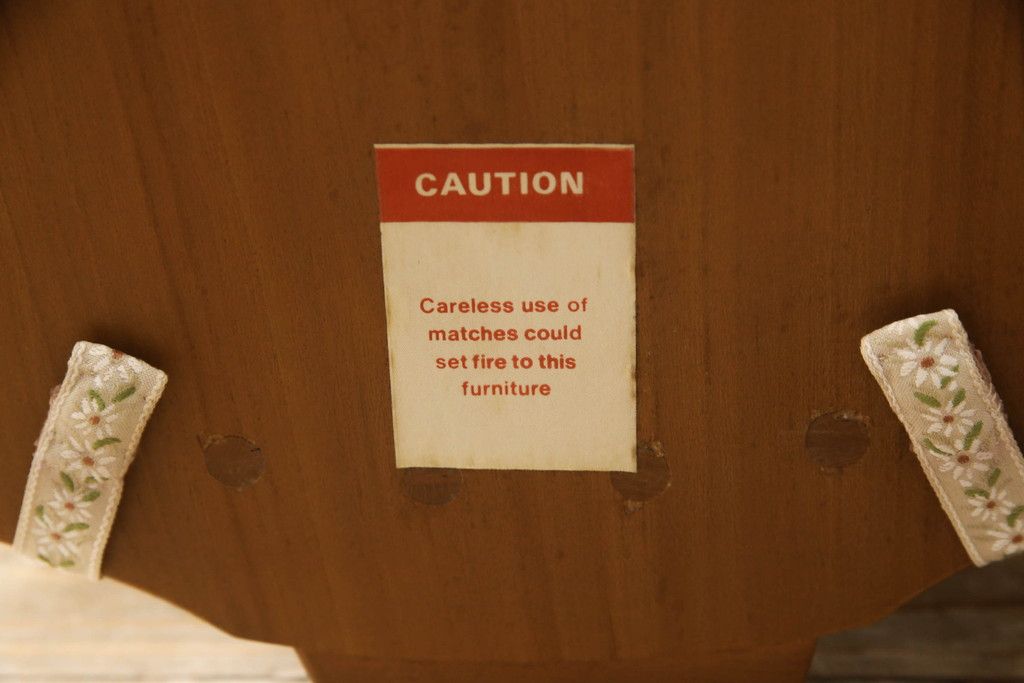 CAUTION
Careless use of
matches could
set fire to this
furniture